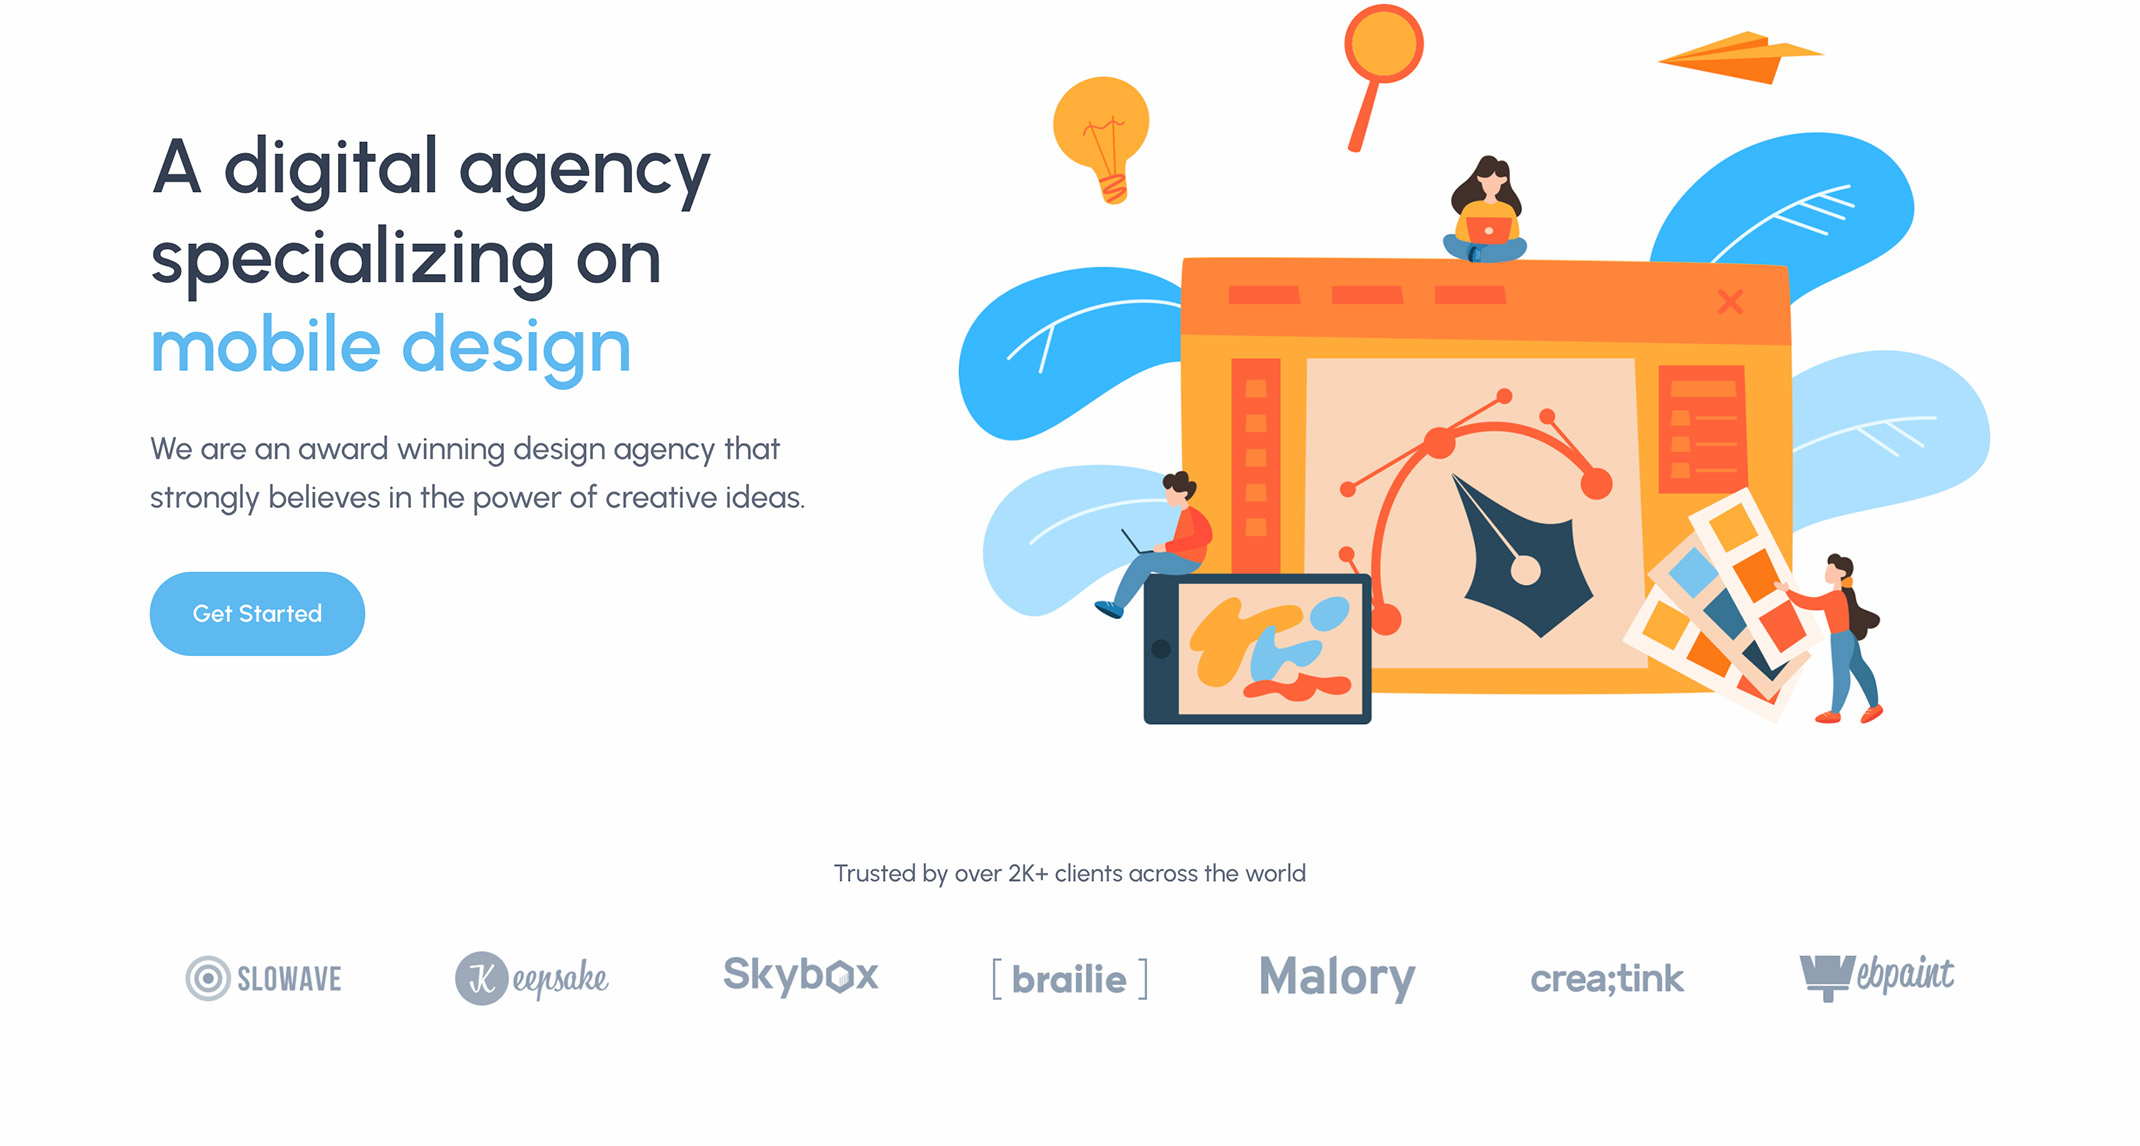 A digital agency
specializing on
mobile design
We are an award winning design agency that
strongly believes in the power of creative ideas.
Get Started
Trusted by over 2K+ clients across the world
SLOWAVE
Keepsake
Skybox
[ brailie ]
Malory
crea;tink
Webpaint